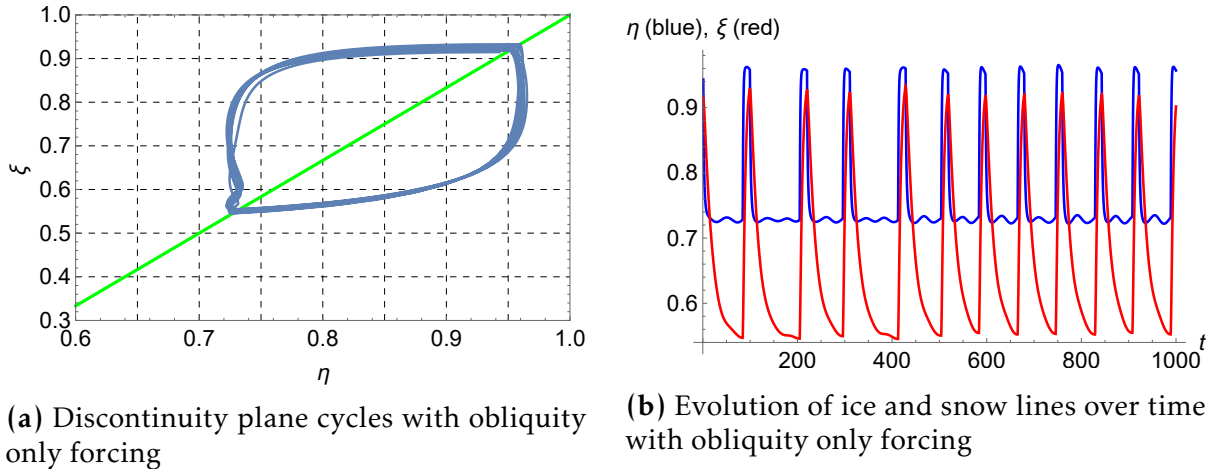 1.0
0.9
0.8
0.7
0.6
0.5
0.4
0.3
ξ
0.6 0.7 0.8 0.9 1.0
η
(a) Discontinuity plane cycles with obliquity
only forcing
η (blue), ξ (red)
0.9
0.8
0.7
0.6
200 400 600 800 1000
t
(b) Evolution of ice and snow lines over time
with obliquity only forcing